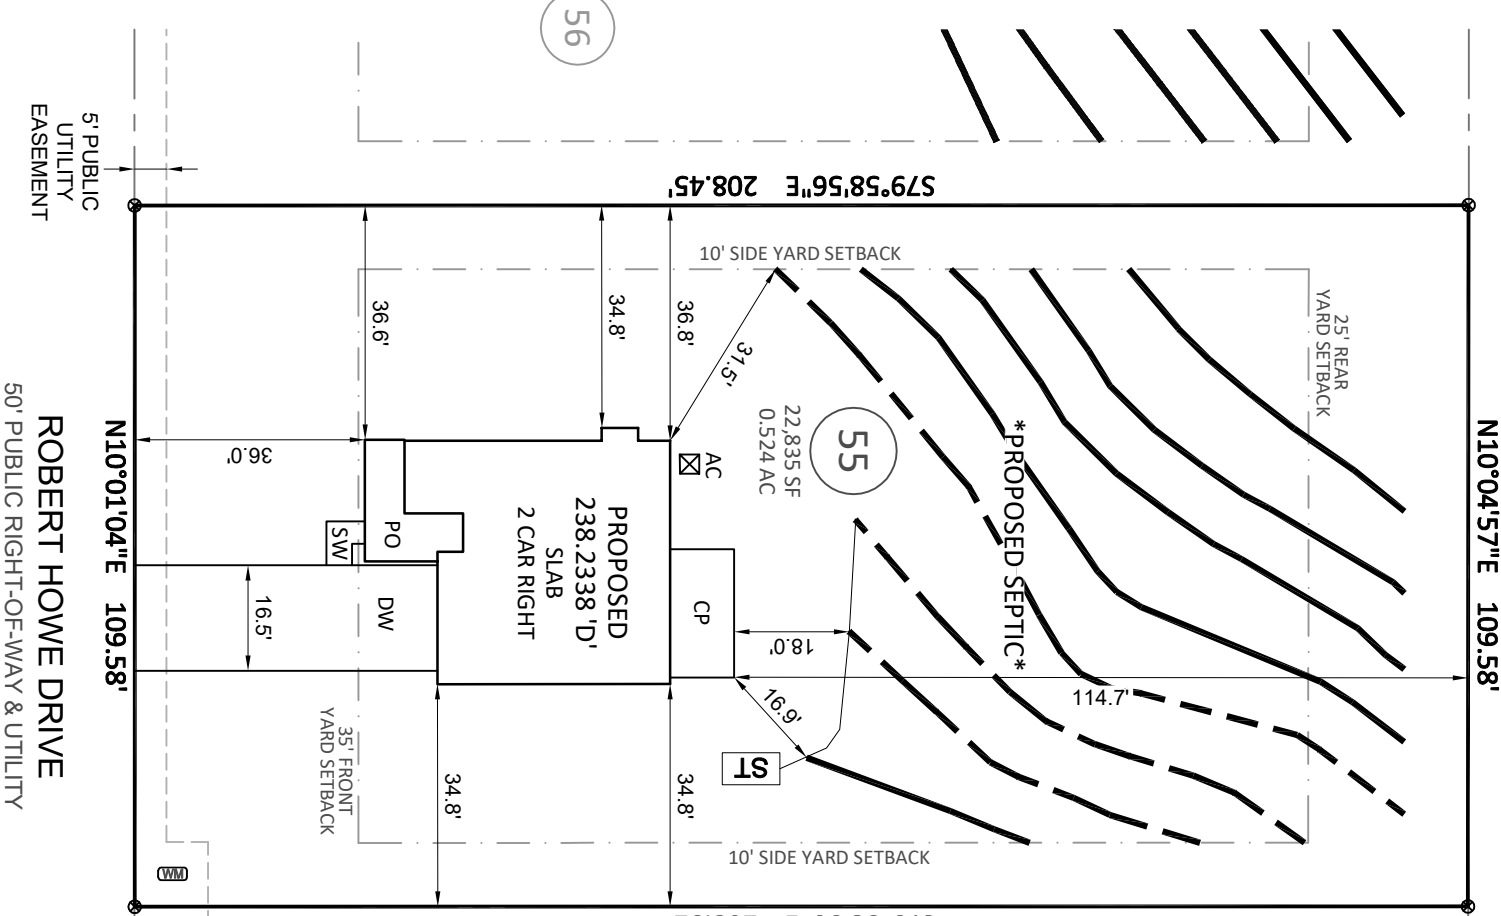 56
5' PUBLIC
UTILITY
EASEMENT
S79°58'56"E 208.45'
10' SIDE YARD SETBACK
25' REAR
YARD SETBACK
36.6'
34.8'
36.8'
31.5'
55
22,835 SF
0.524 AC
*PROPOSED SEPTIC*
N10°04'57"E 109.58'
N10°01'04"E 109.58'
ROBERT HOWE DRIVE
50' PUBLIC RIGHT-OF-WAY & UTILITY
36.0'
AC
PROPOSED
238.2338 'D'
SLAB
2 CAR RIGHT
PO
SW
DW
16.5'
CP
18.0'
16.9'
114.7'
ST
35' FRONT
YARD SETBACK
34.8'
34.8'
10' SIDE YARD SETBACK
WM